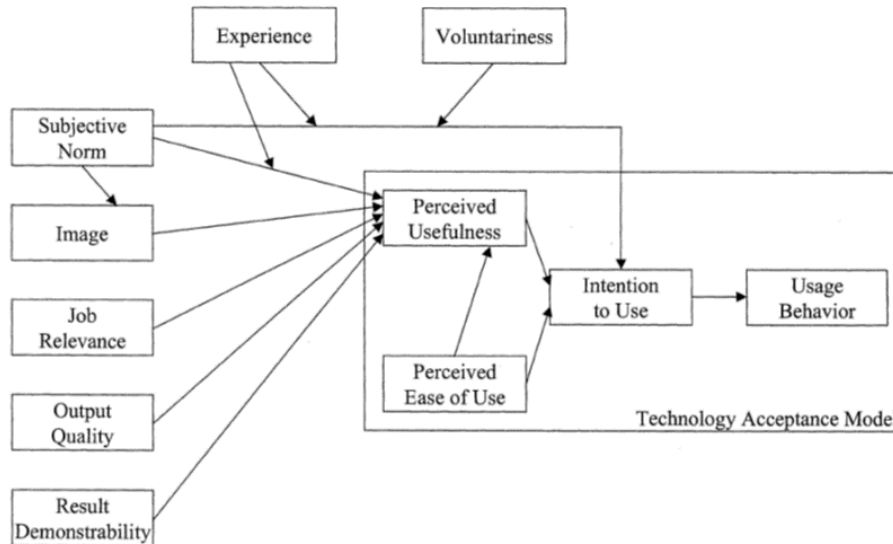 Experience
Voluntariness
Subjective
Norm
Image
Job
Relevance
Output
Quality
Result
Demonstrability
Perceived
Usefulness
Perceived
Ease of Use
Intention
to Use
Usage
Behavior
Technology Acceptance Model